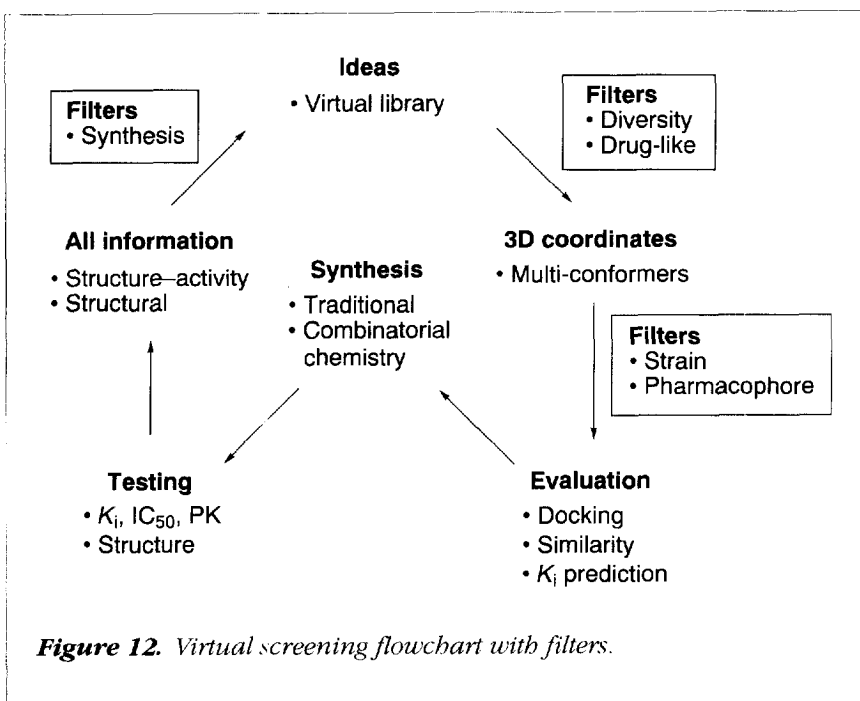 Ideas
• Virtual library
Filters
• Synthesis
Filters
• Diversity
• Drug-like
All information
• Structure–activity
• Structural
Synthesis
• Traditional
• Combinatorial
chemistry
3D coordinates
• Multi-conformers
Filters
• Strain
• Pharmacophore
Testing
• Ki, IC50, PK
• Structure
Evaluation
• Docking
• Similarity
• Ki prediction
Figure 12. Virtual screening flowchart with filters.